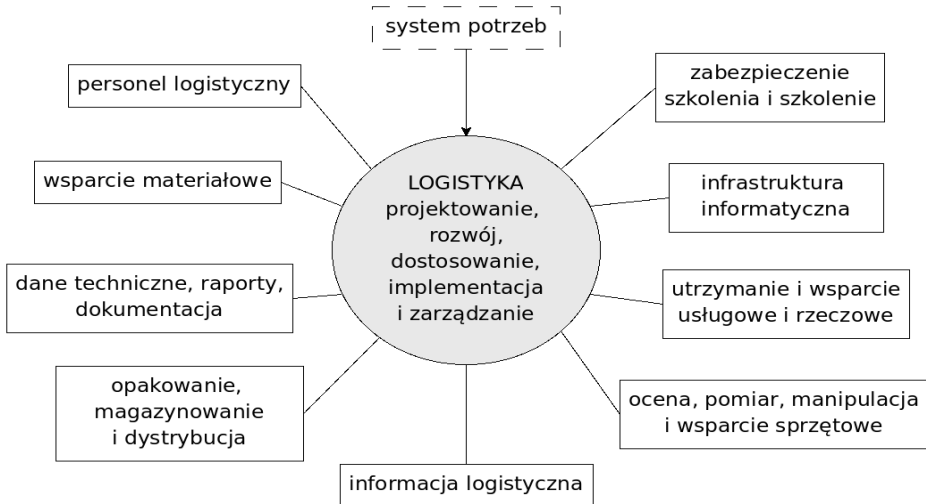 system potrzeb
personel logistyczny
zabezpieczenie
szkolenia i szkolenie
wsparcie materiałowe
LOGISTYKA
projektowanie,
rozwój,
dostosowanie,
implementacja
i zarządzanie
infrastruktura
informatyczna
dane techniczne, raporty,
dokumentacja
utrzymanie i wsparcie
usługowe i rzeczowe
opakowanie,
magazynowanie
i dystrybucja
ocena, pomiar, manipulacja
i wsparcie sprzętowe
informacja logistyczna